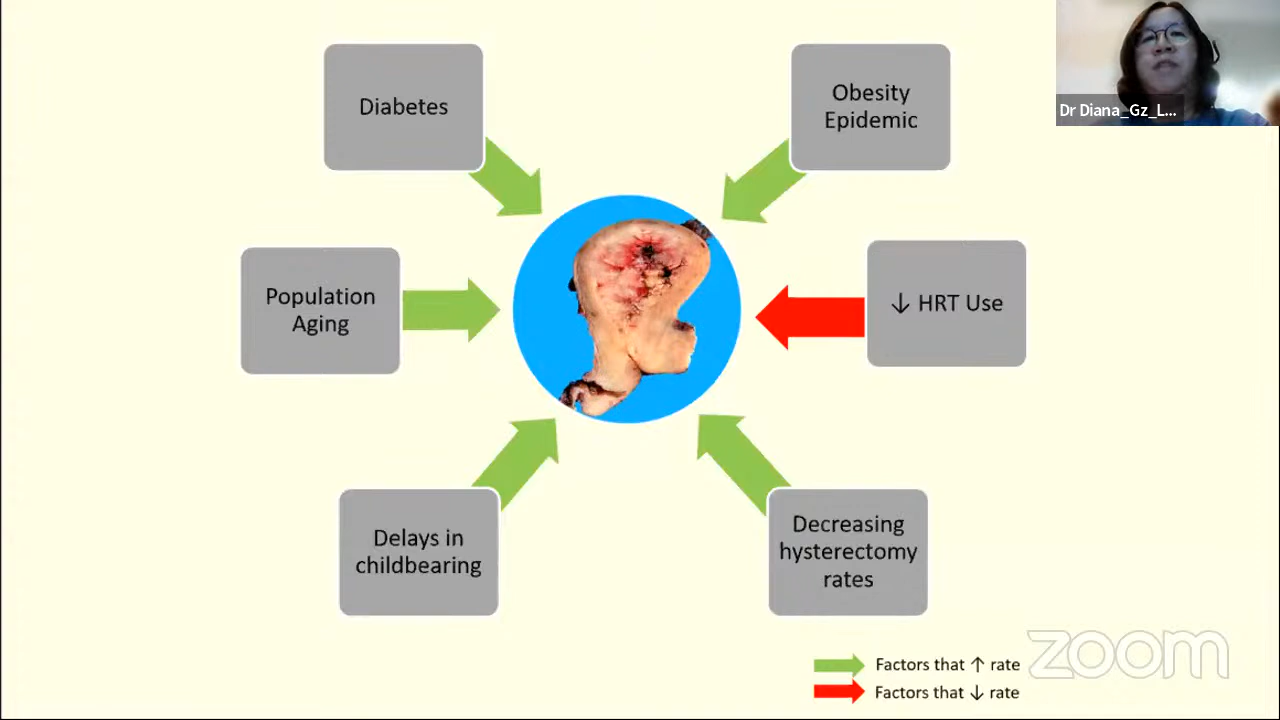 Diabetes
Obesity
Epidemic
Dr Diana_Gz_L...
Population
Aging
↓ HRT Use
Delays in
childbearing
Decreasing
hysterectomy
rates
Factors that ↑ rate
Factors that ↓ rate
zoom